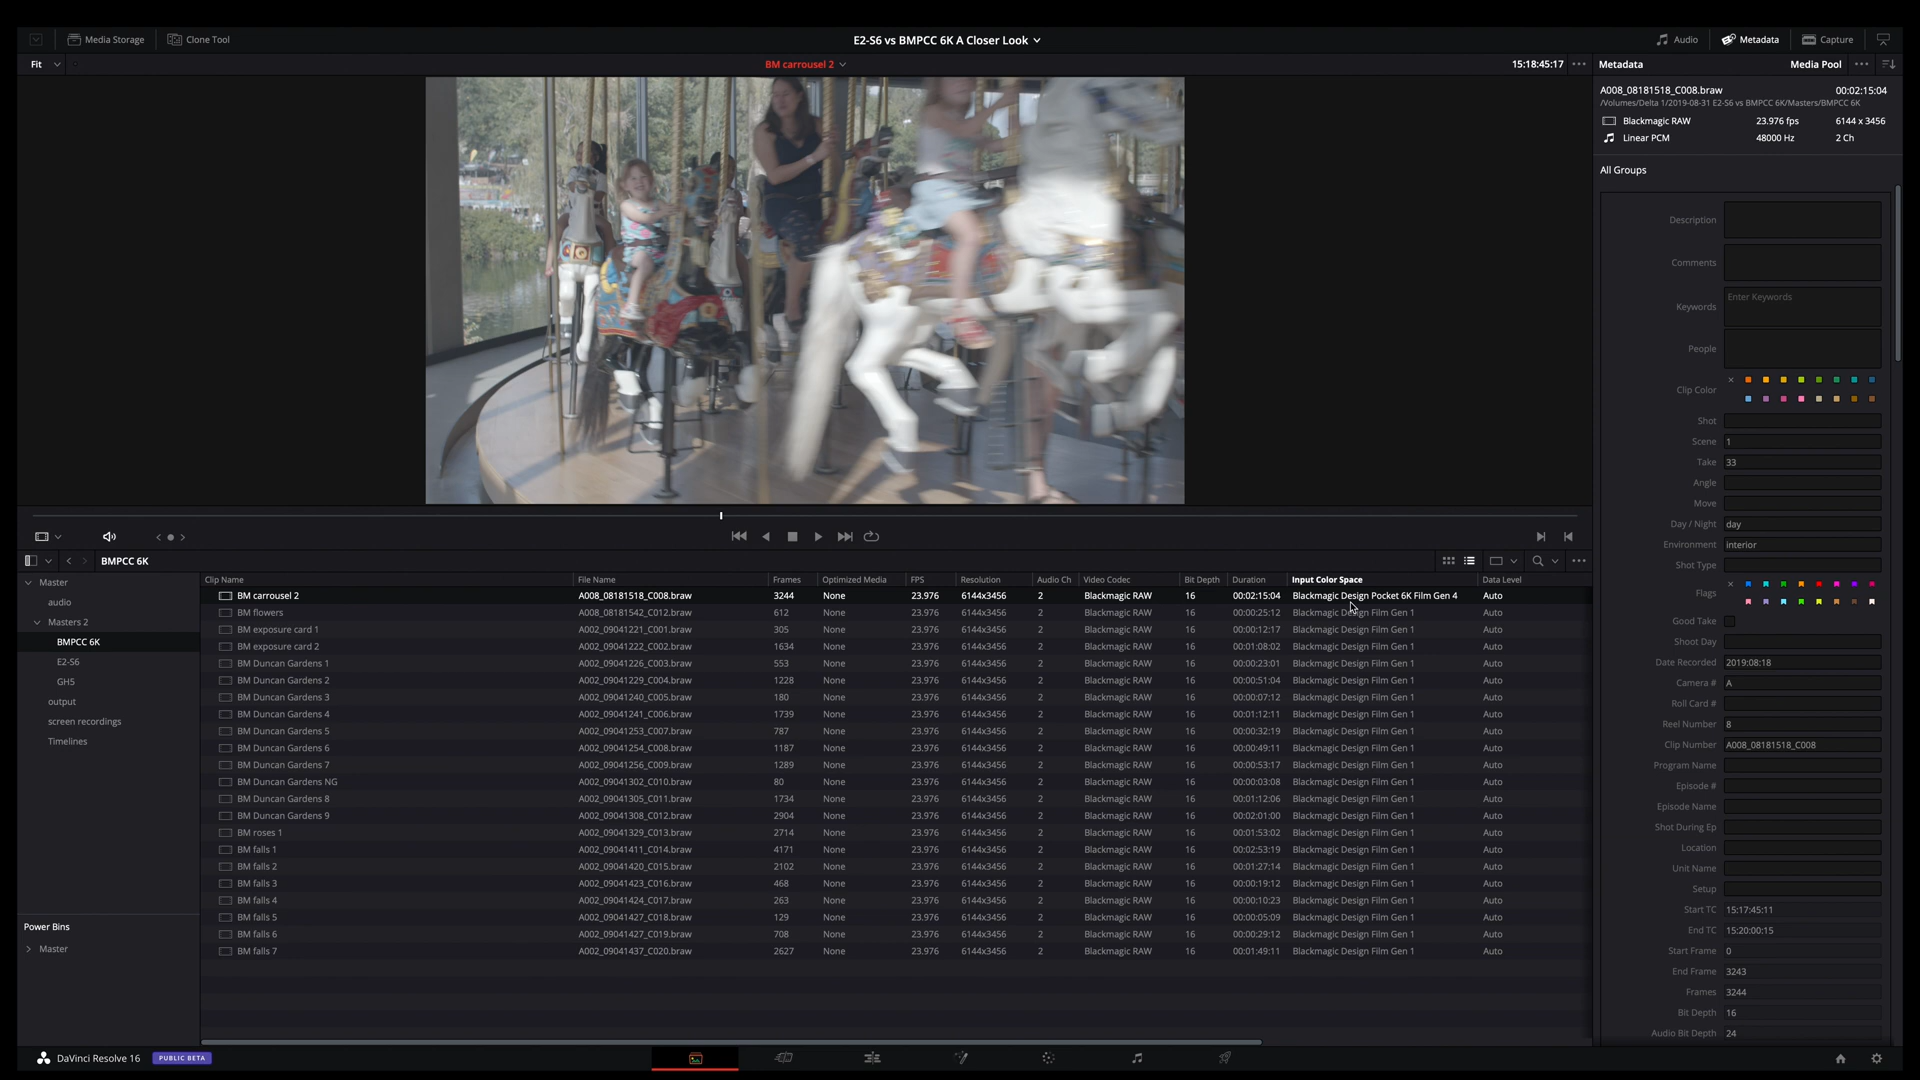 Media Storage
Clone Tool
E2-S6 vs BMPCC 6K A Closer Look
Audio
Metadata
Capture
Fit
BM carrousel 2
15:18:45:17
Metadata
Media Pool
A008_08181518_C008.braw 00:02:15:04
/Volumes/Delta 1/2019-08-31 E2-S6 vs BMPCC 6K/Masters/BMPCC 6K
Blackmagic RAW 23.976 fps 6144 x 3456
Linear PCM 48000 Hz 2 Ch
All Groups
Description
Comments
Keywords Enter Keywords
People
Clip Color
Shot
Scene 1
Take 33
Angle
Move
Day / Night day
Environment interior
Shot Type
Flags
Good Take
Shoot Day
Date Recorded 2019:08:18
Camera # A
Roll Card #
Reel Number 8
Clip Number A008_08181518_C008
Program Name
Episode #
Episode Name
Shot During Ep
Location
Unit Name
Setup
Start TC 15:17:45:11
End TC 15:20:00:15
Start Frame 0
End Frame 3243
Frames 3244
Bit Depth 16
Audio Bit Depth 24
BMPCC 6K
Master
audio
Masters 2
BMPCC 6K
E2-S6
GH5
output
screen recordings
Timelines
Power Bins
Master
Clip Name File Name Frames Optimized Media FPS Resolution Audio Ch Video Codec Bit Depth Duration Input Color Space Data Level
BM carrousel 2 A008_08181518_C008.braw 3244 None 23.976 6144x3456 2 Blackmagic RAW 16 00:02:15:04 Blackmagic Design Pocket 6K Film Gen 4 Auto
BM flowers A008_08181542_C012.braw 612 None 23.976 6144x3456 2 Blackmagic RAW 16 00:00:25:12 Blackmagic Design Film Gen 1 Auto
BM exposure card 1 A002_09041221_C001.braw 305 None 23.976 6144x3456 2 Blackmagic RAW 16 00:00:12:17 Blackmagic Design Film Gen 1 Auto
BM exposure card 2 A002_09041222_C002.braw 1634 None 23.976 6144x3456 2 Blackmagic RAW 16 00:01:08:02 Blackmagic Design Film Gen 1 Auto
BM Duncan Gardens 1 A002_09041226_C003.braw 553 None 23.976 6144x3456 2 Blackmagic RAW 16 00:00:23:01 Blackmagic Design Film Gen 1 Auto
BM Duncan Gardens 2 A002_09041229_C004.braw 1228 None 23.976 6144x3456 2 Blackmagic RAW 16 00:00:51:04 Blackmagic Design Film Gen 1 Auto
BM Duncan Gardens 3 A002_09041240_C005.braw 180 None 23.976 6144x3456 2 Blackmagic RAW 16 00:00:07:12 Blackmagic Design Film Gen 1 Auto
BM Duncan Gardens 4 A002_09041241_C006.braw 1739 None 23.976 6144x3456 2 Blackmagic RAW 16 00:01:12:11 Blackmagic Design Film Gen 1 Auto
BM Duncan Gardens 5 A002_09041253_C007.braw 787 None 23.976 6144x3456 2 Blackmagic RAW 16 00:00:32:19 Blackmagic Design Film Gen 1 Auto
BM Duncan Gardens 6 A002_09041254_C008.braw 1187 None 23.976 6144x3456 2 Blackmagic RAW 16 00:00:49:11 Blackmagic Design Film Gen 1 Auto
BM Duncan Gardens 7 A002_09041256_C009.braw 1289 None 23.976 6144x3456 2 Blackmagic RAW 16 00:00:53:17 Blackmagic Design Film Gen 1 Auto
BM Duncan Gardens NG A002_09041302_C010.braw 80 None 23.976 6144x3456 2 Blackmagic RAW 16 00:00:03:08 Blackmagic Design Film Gen 1 Auto
BM Duncan Gardens 8 A002_09041305_C011.braw 1734 None 23.976 6144x3456 2 Blackmagic RAW 16 00:01:12:06 Blackmagic Design Film Gen 1 Auto
BM Duncan Gardens 9 A002_09041308_C012.braw 2904 None 23.976 6144x3456 2 Blackmagic RAW 16 00:02:01:00 Blackmagic Design Film Gen 1 Auto
BM roses 1 A002_09041329_C013.braw 2714 None 23.976 6144x3456 2 Blackmagic RAW 16 00:01:53:02 Blackmagic Design Film Gen 1 Auto
BM falls 1 A002_09041411_C014.braw 4171 None 23.976 6144x3456 2 Blackmagic RAW 16 00:02:53:19 Blackmagic Design Film Gen 1 Auto
BM falls 2 A002_09041420_C015.braw 2102 None 23.976 6144x3456 2 Blackmagic RAW 16 00:01:27:14 Blackmagic Design Film Gen 1 Auto
BM falls 3 A002_09041423_C016.braw 468 None 23.976 6144x3456 2 Blackmagic RAW 16 00:00:19:12 Blackmagic Design Film Gen 1 Auto
BM falls 4 A002_09041424_C017.braw 263 None 23.976 6144x3456 2 Blackmagic RAW 16 00:00:10:23 Blackmagic Design Film Gen 1 Auto
BM falls 5 A002_09041427_C018.braw 129 None 23.976 6144x3456 2 Blackmagic RAW 16 00:00:05:09 Blackmagic Design Film Gen 1 Auto
BM falls 6 A002_09041427_C019.braw 708 None 23.976 6144x3456 2 Blackmagic RAW 16 00:00:29:12 Blackmagic Design Film Gen 1 Auto
BM falls 7 A002_09041437_C020.braw 2627 None 23.976 6144x3456 2 Blackmagic RAW 16 00:01:49:11 Blackmagic Design Film Gen 1 Auto
DaVinci Resolve 16 PUBLIC BETA